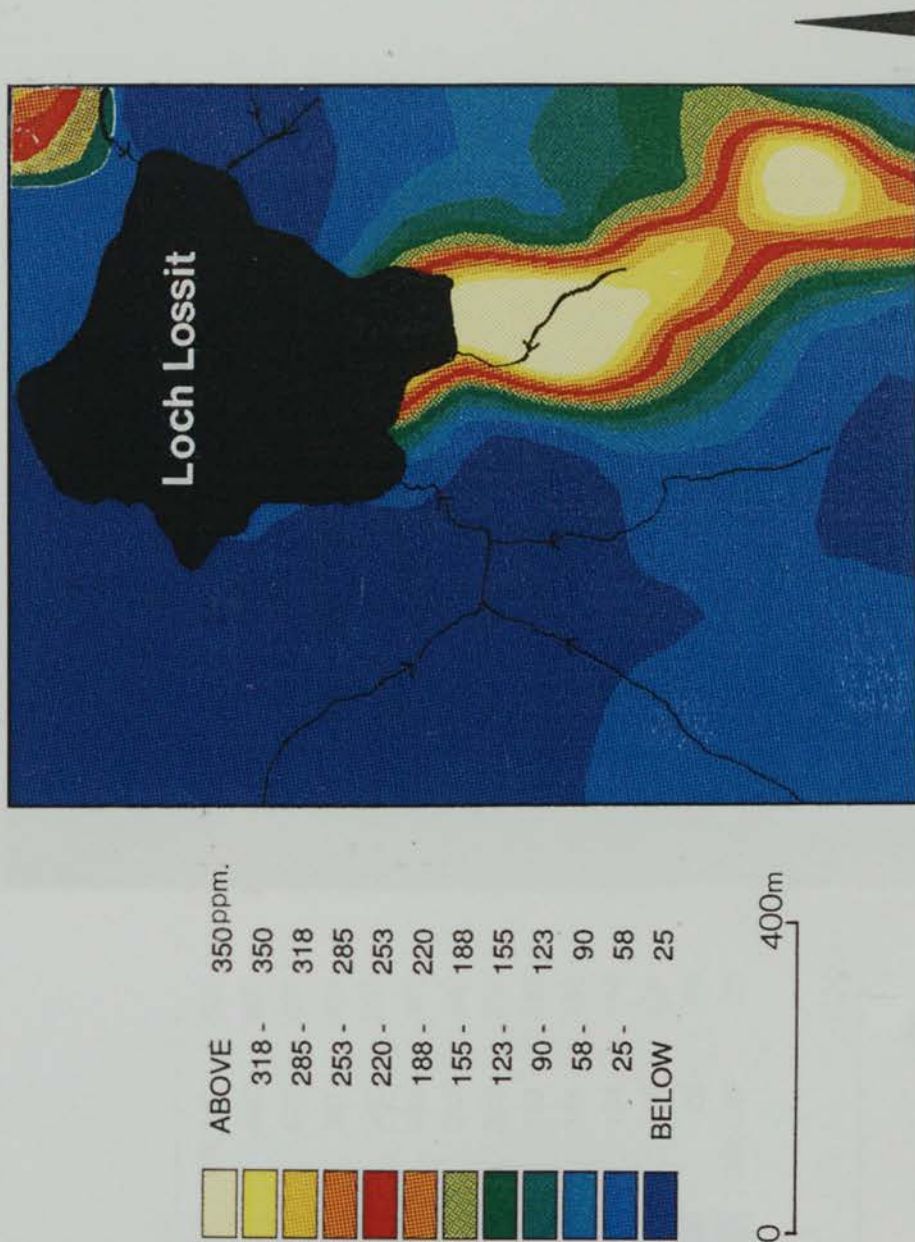 Loch Lossit
ABOVE 350ppm.
318 - 350
285 - 318
253 - 285
220 - 253
188 - 220
155 - 188
123 - 155
90 - 123
58 - 90
25 - 58
BELOW 25
0 400m